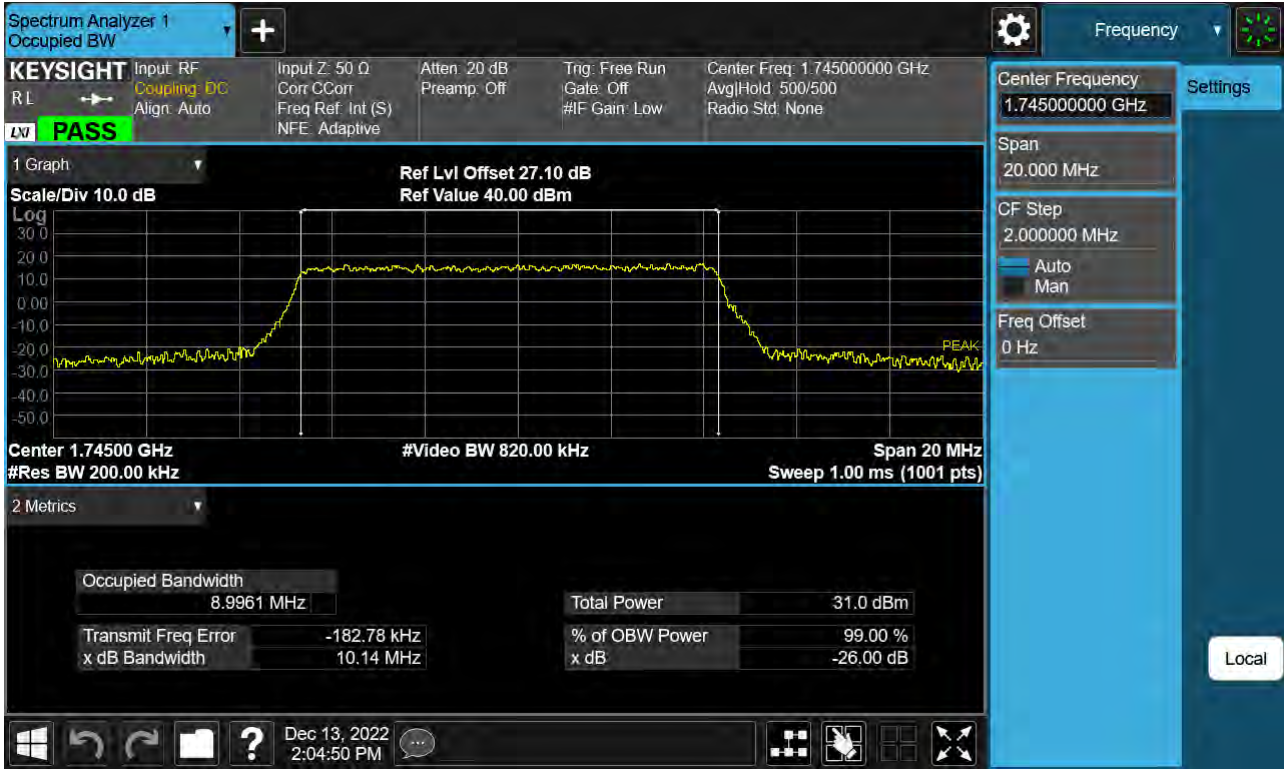 Spectrum Analyzer 1
Occupied BW
Frequency
KEYSIGHT
R L
LXI
PASS
Input: RF
Coupling: DC
Align: Auto
Input Z: 50 Ω
Corr CCorr
Freq Ref: Int (S)
NFE: Adaptive
Atten: 20 dB
Preamp: Off
Trig: Free Run
Gate: Off
#IF Gain: Low
Center Freq: 1.745000000 GHz
Avg|Hold: 500/500
Radio Std: None
1 Graph
Scale/Div 10.0 dB
Ref Lvl Offset 27.10 dB
Ref Value 40.00 dBm
Log
30.0
20.0
10.0
0.00
-10.0
-20.0
-30.0
-40.0
-50.0
PEAK
Center 1.74500 GHz
#Video BW 820.00 kHz
Span 20 MHz
#Res BW 200.00 kHz
Sweep 1.00 ms (1001 pts)
2 Metrics
Occupied Bandwidth
8.9961 MHz
Transmit Freq Error -182.78 kHz
x dB Bandwidth 10.14 MHz
Total Power 31.0 dBm
% of OBW Power 99.00 %
x dB -26.00 dB
Center Frequency
1.745000000 GHz
Span
20.000 MHz
CF Step
2.000000 MHz
Auto
Man
Freq Offset
0 Hz
Settings
Local
?
Dec 13, 2022
2:04:50 PM